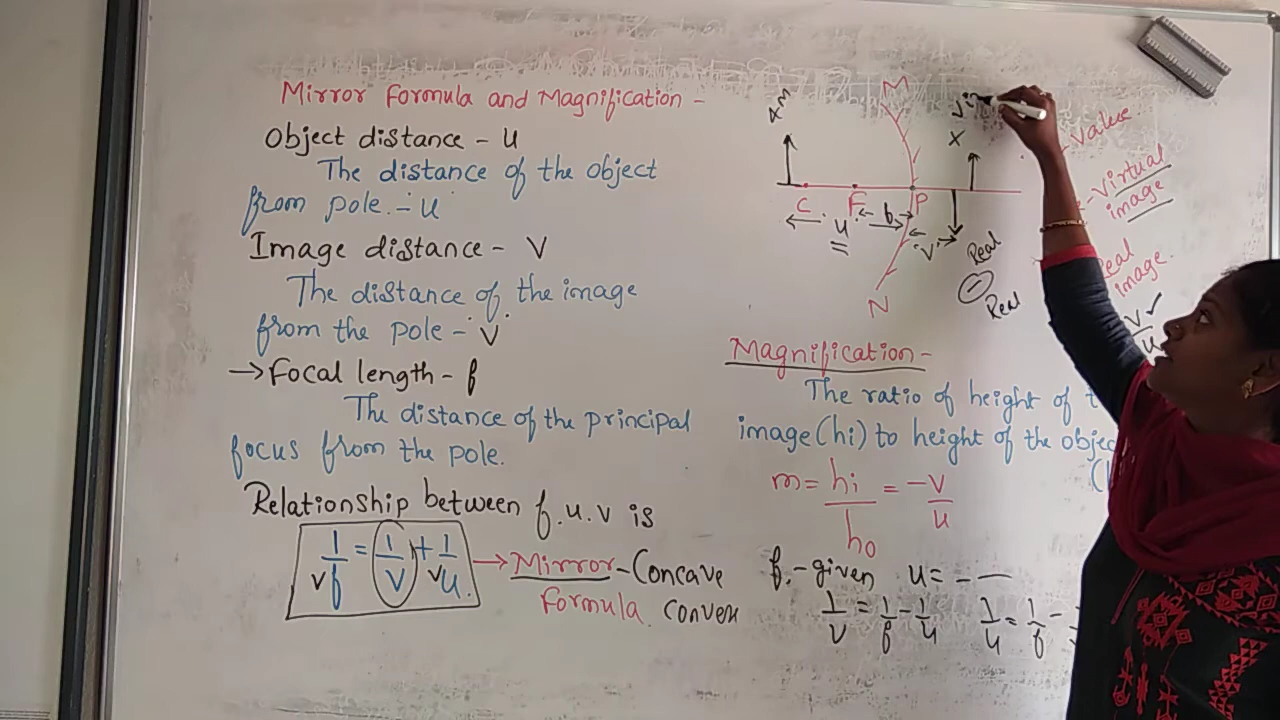 Mirror Formula and Magnification -
Object distance - u
The distance of the object
from pole. - u
Image distance - v
The distance of the image
from the pole - v
→ Focal length - f
The distance of the principal
focus from the pole.
Relationship between f.u.v is
1/f = 1/v + 1/u. → Mirror - Concave
Formula. convex
M
C F P
u
v
N
Real
-
Real
x
value.
- Virtual
image
Real
image.
v/u
Magnification -
The ratio of height of
image (hi) to height of the
m = hi/ho = -v/u
f. - given u = - —
1/v = 1/f - 1/u 1/u = 1/f -